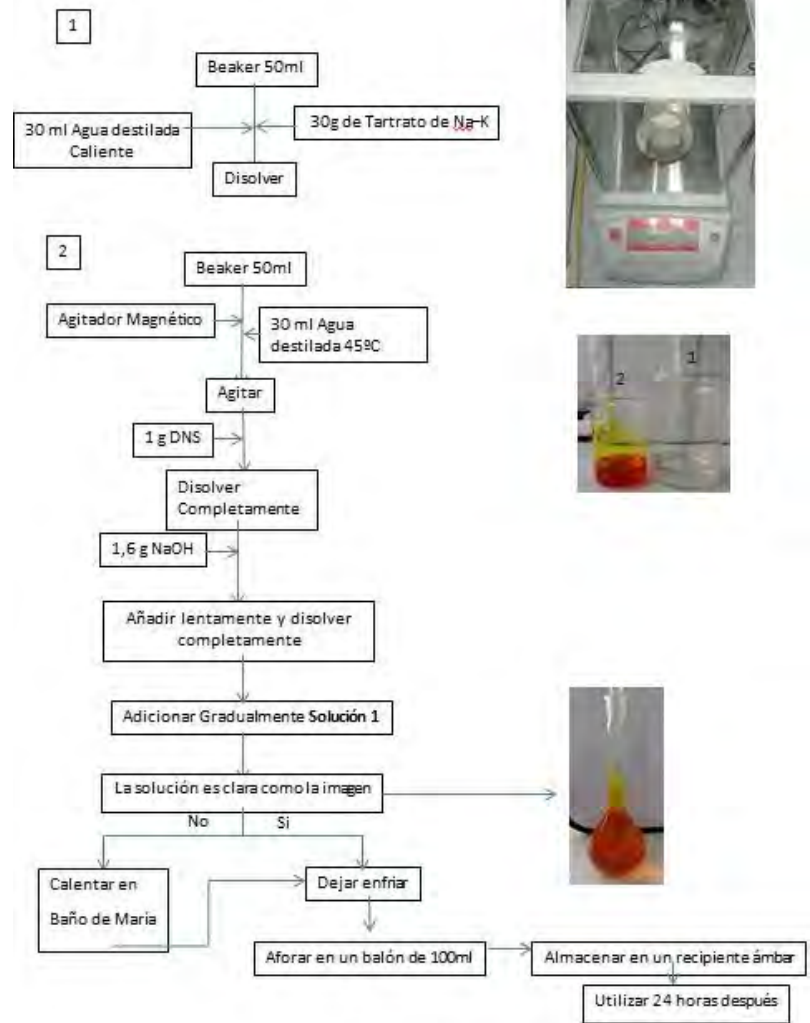 1
Beaker 50ml
30 ml Agua destilada
Caliente
30g de Tartrato de Na-K
Disolver
2
Beaker 50ml
Agitador Magnético
30 ml Agua
destilada 45ºC
Agitar
1 g DNS
Disolver
Completamente
1,6 g NaOH
Añadir lentamente y disolver
completamente
Adicionar Gradualmente Solución 1
La solución es clara como la imagen
No
Si
Calentar en
Baño de Maria
Dejar enfriar
Aforar en un balón de 100ml
Almacenar en un recipiente ámbar
Utilizar 24 horas después
2
1